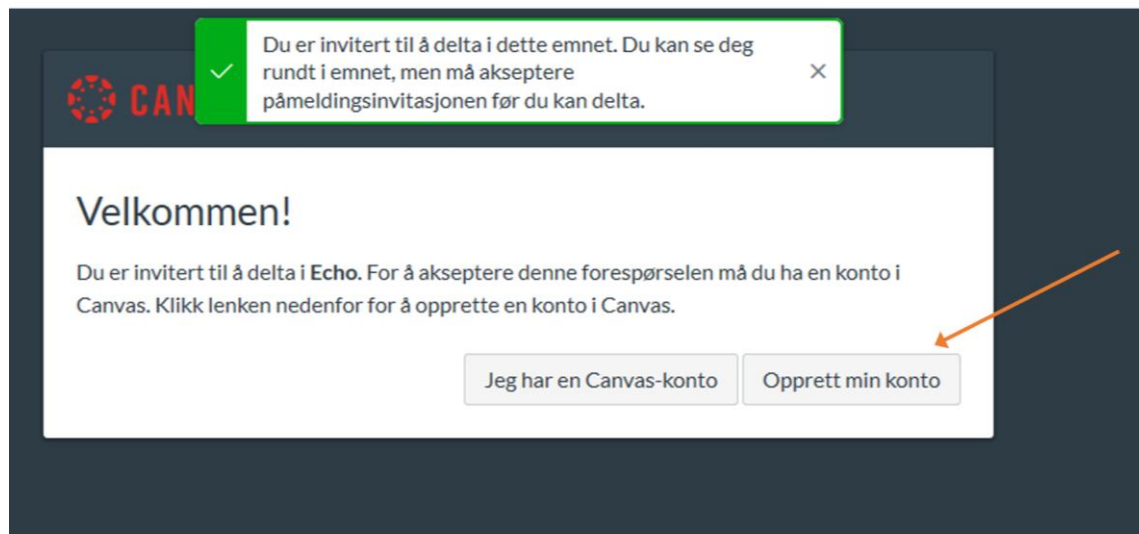 Du er invitert til å delta i dette emnet. Du kan se deg
rundt i emnet, men må akseptere
påmeldingsinvitasjonen før du kan delta.
CAN
Velkommen!
Du er invitert til å delta i Echo. For å akseptere denne forespørselen må du ha en konto i
Canvas. Klikk lenken nedenfor for å opprette en konto i Canvas.
Jeg har en Canvas-konto
Opprett min konto